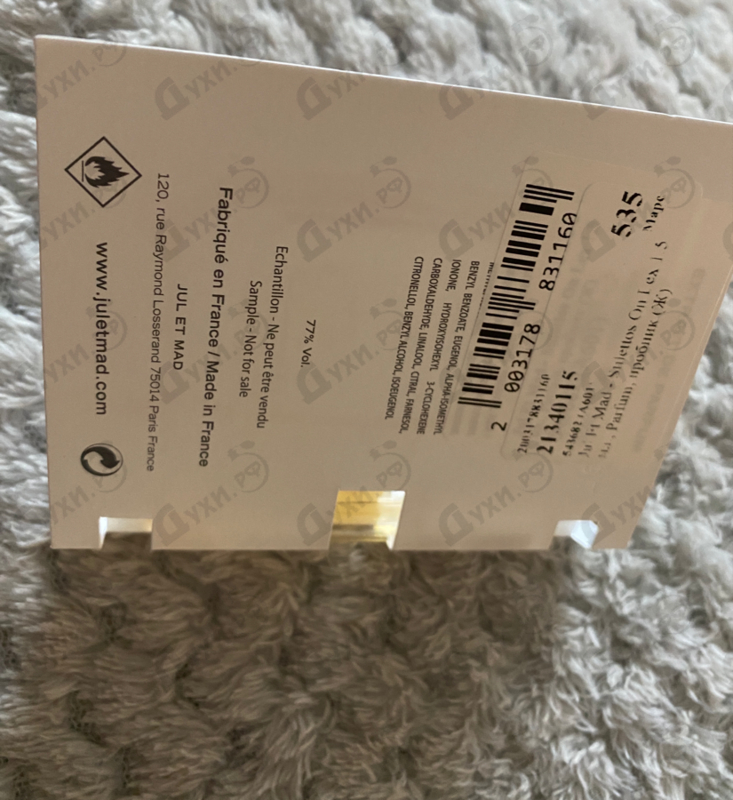 535
21340115
2 003178 831160
BENZYL BENZOATE, EUGENOL, ALPHA-ISOMETHYL
IONONE, HYDROXYISOHEXYL 3-CYCLOHEXENE
CARBOXALDEHYDE, LINALOOL, CITRAL, FARNESOL,
CITRONELLOL, BENZYL ALCOHOL, ISOEUGENOL
77% Vol.
Echantillon - Ne peut être vendu
Sample - Not for sale
Fabriqué en France / Made in France
JUL ET MAD
120, rue Raymond Losserand 75014 Paris France
www.juletmad.com
Духи.рф